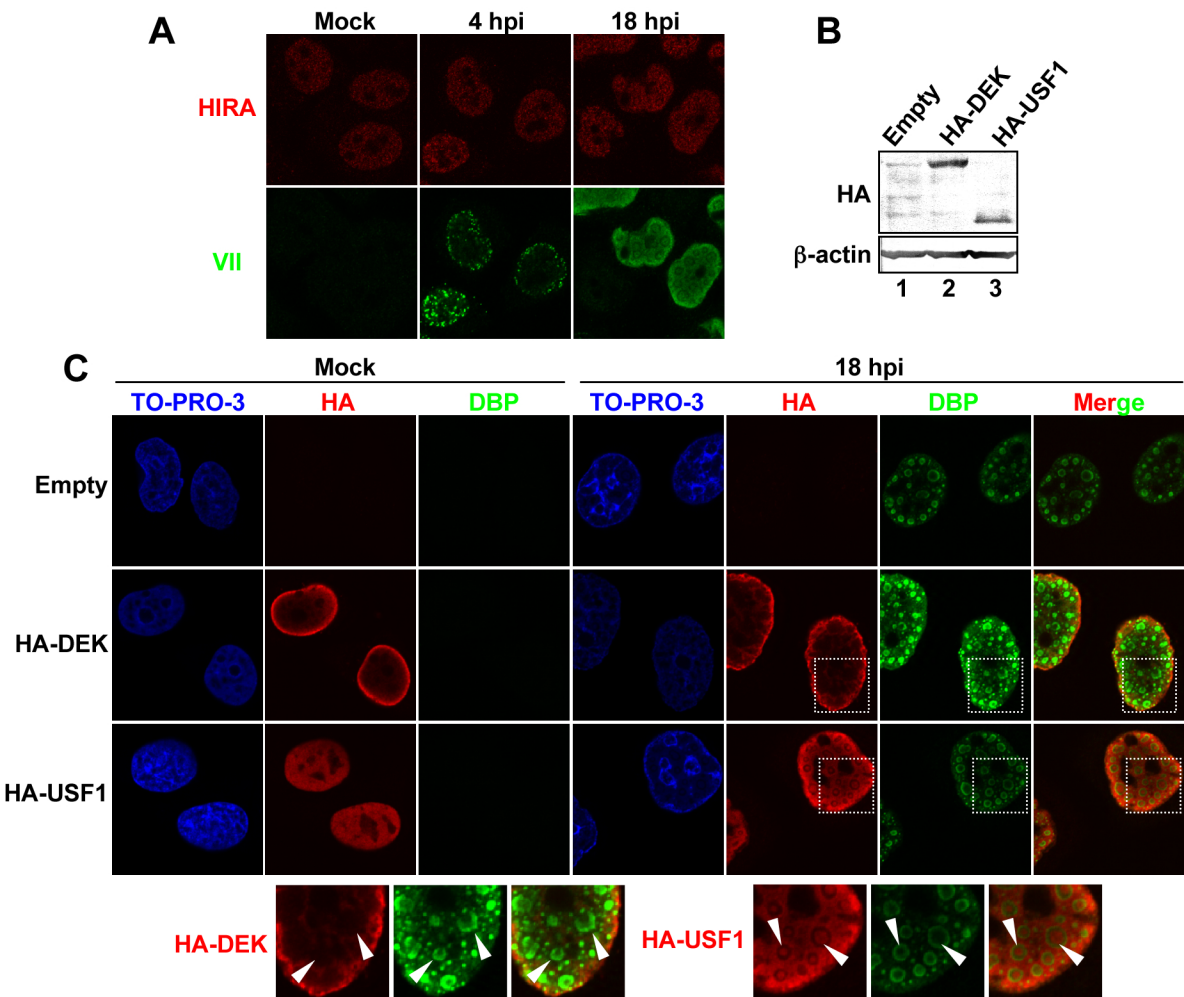 A
Mock 4 hpi 18 hpi
HIRA
VII
B
Empty HA-DEK HA-USF1
HA
β-actin
1 2 3
C
Mock 18 hpi
TO-PRO-3 HA DBP TO-PRO-3 HA DBP Merge
Empty
HA-DEK
HA-USF1
HA-DEK HA-USF1